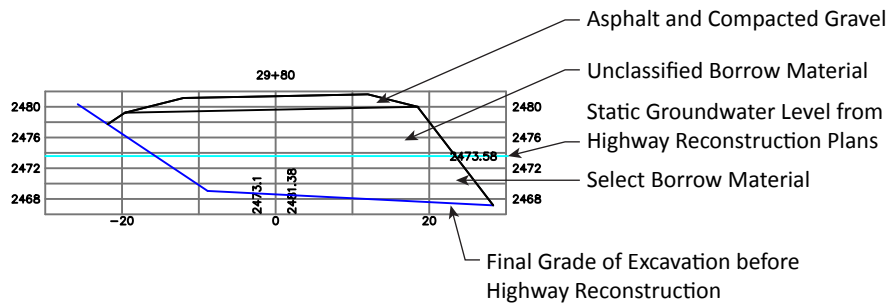 Asphalt and Compacted Gravel
29+80
Unclassified Borrow Material
2480
2480
Static Groundwater Level from
2476
2476
Highway Reconstruction Plans
2473.58
2472
2472
Select Borrow Material
2473.1
2481.38
2468
2468
-20
0
20
Final Grade of Excavation before
Highway Reconstruction